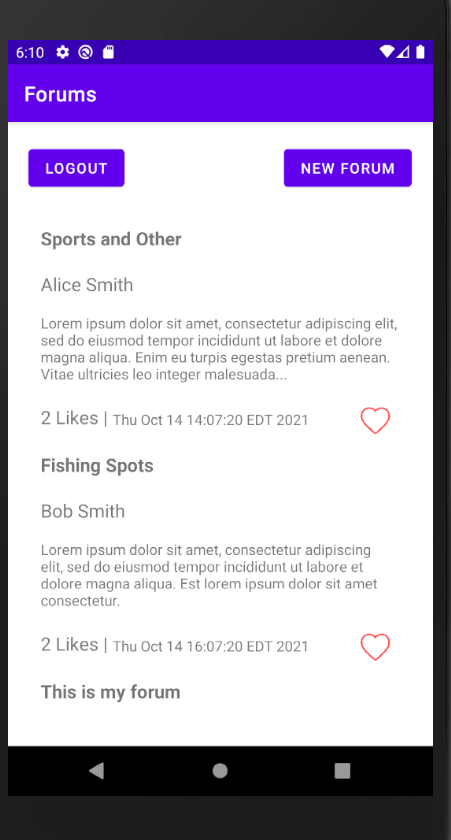 6:10
Forums
LOGOUT
NEW FORUM
Sports and Other
Alice Smith
Lorem ipsum dolor sit amet, consectetur adipiscing elit,
sed do eiusmod tempor incididunt ut labore et dolore
magna aliqua. Enim eu turpis egestas pretium aenean.
Vitae ultricies leo integer malesuada...
2 Likes | Thu Oct 14 14:07:20 EDT 2021
Fishing Spots
Bob Smith
Lorem ipsum dolor sit amet, consectetur adipiscing
elit, sed do eiusmod tempor incididunt ut labore et
dolore magna aliqua. Est lorem ipsum dolor sit amet
consectetur.
2 Likes | Thu Oct 14 16:07:20 EDT 2021
This is my forum